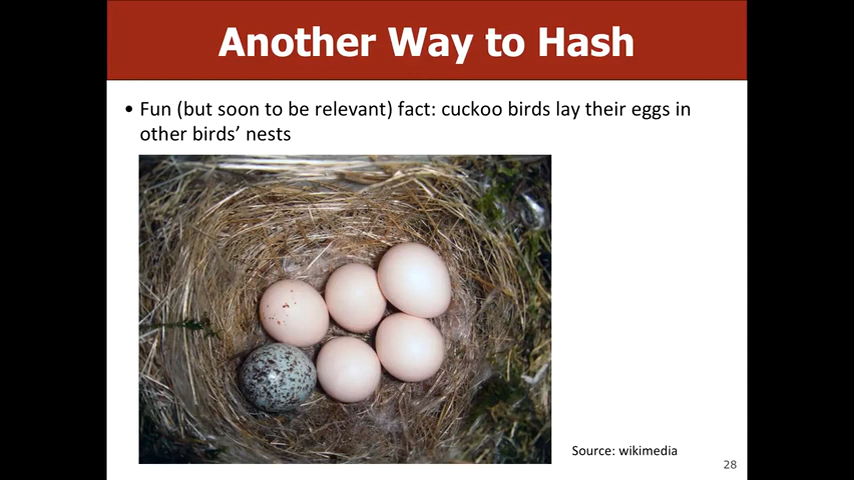 Another Way to Hash
• Fun (but soon to be relevant) fact: cuckoo birds lay their eggs in
other birds’ nests
Source: wikimedia
28